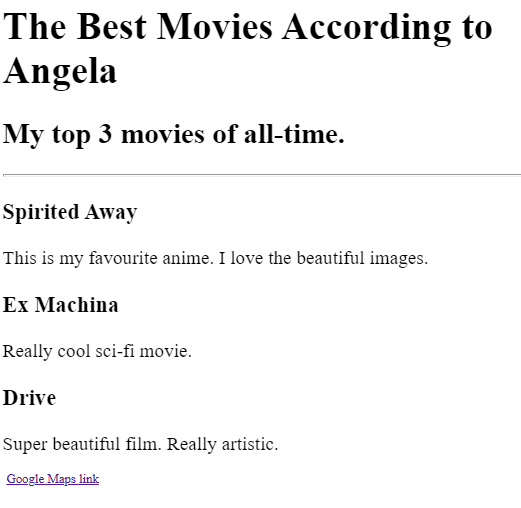 The Best Movies According to
Angela
My top 3 movies of all-time.
Spirited Away
This is my favourite anime. I love the beautiful images.
Ex Machina
Really cool sci-fi movie.
Drive
Super beautiful film. Really artistic.
Google Maps link